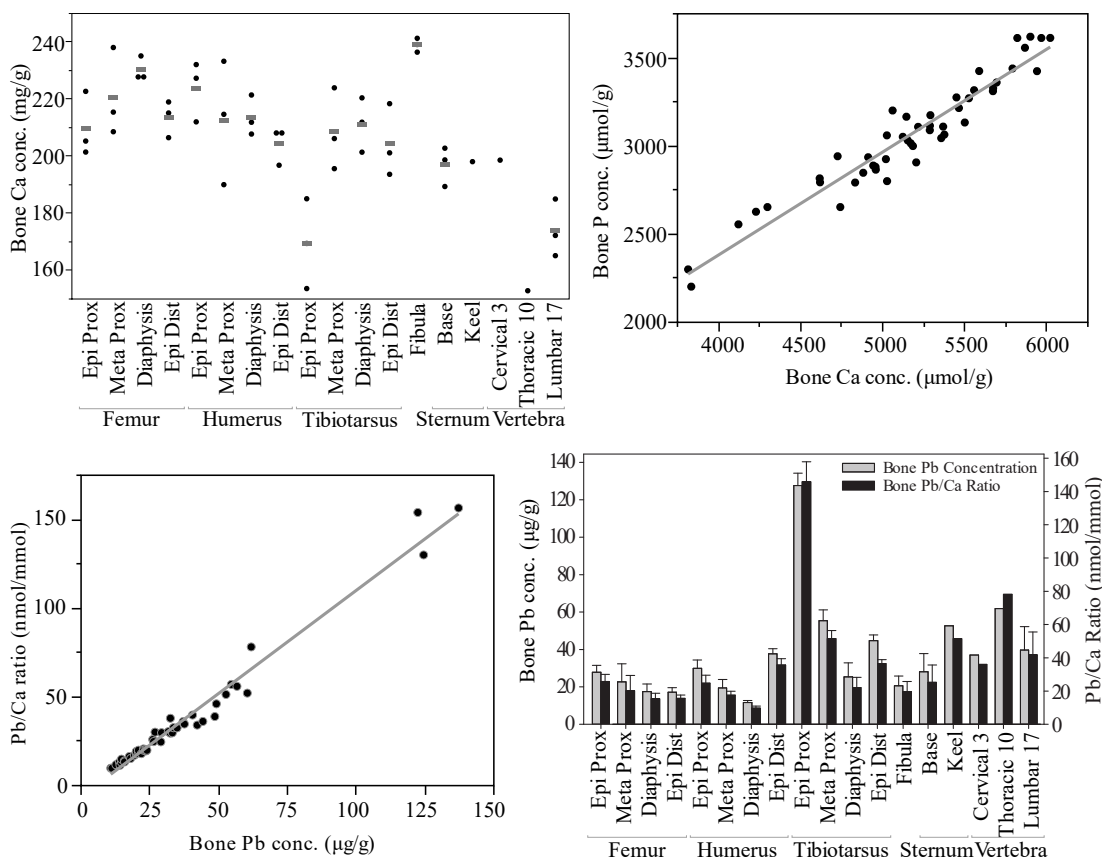 Bone Ca conc. (mg/g)
240
220
200
180
160
Epi Prox
Meta Prox
Diaphysis
Epi Dist
Epi Prox
Meta Prox
Diaphysis
Epi Dist
Epi Prox
Meta Prox
Diaphysis
Epi Dist
Fibula
Base
Keel
Cervical 3
Thoracic 10
Lumbar 17
Femur
Humerus
Tibiotarsus
Sternum
Vertebra
Bone P conc. (µmol/g)
3500
3000
2500
2000
4000
4500
5000
5500
6000
Bone Ca conc. (µmol/g)
Pb/Ca ratio (nmol/mmol)
150
100
50
0
0
25
50
75
100
125
150
Bone Pb conc. (µg/g)
Bone Pb conc. (µg/g)
140
120
100
80
60
40
20
0
Bone Pb Concentration
Bone Pb/Ca Ratio
160
140
120
100
80
60
40
20
0
Pb/Ca Ratio (nmol/mmol)
Epi Prox
Meta Prox
Diaphysis
Epi Dist
Epi Prox
Meta Prox
Diaphysis
Epi Dist
Epi Prox
Meta Prox
Diaphysis
Epi Dist
Fibula
Base
Keel
Cervical 3
Thoracic 10
Lumbar 17
Femur
Humerus
Tibiotarsus
Sternum
Vertebra